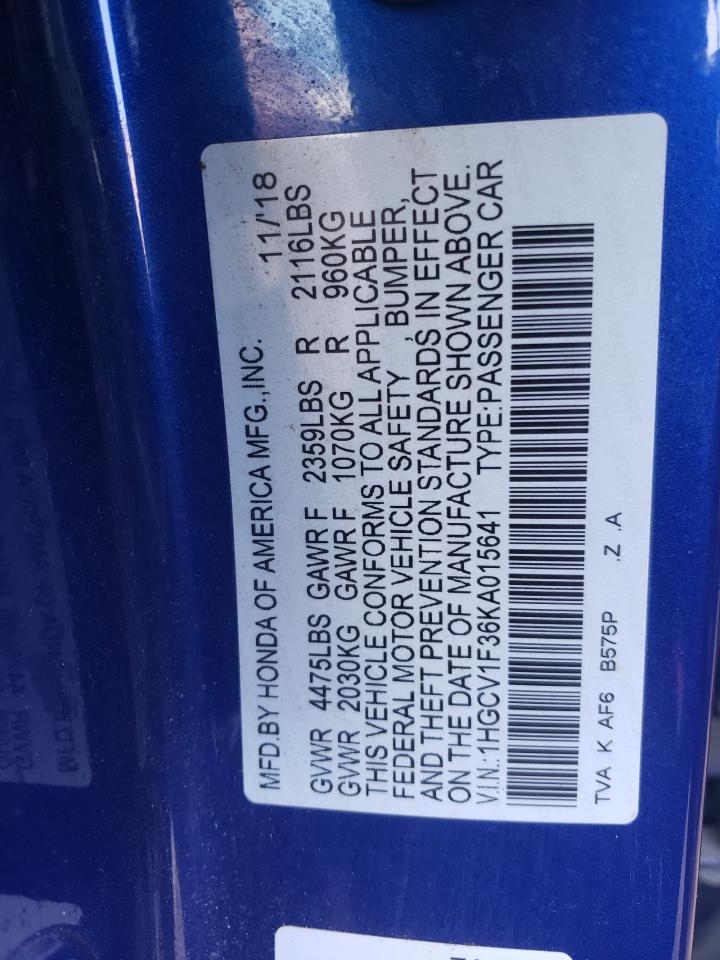 MFD.BY HONDA OF AMERICA MFG.,INC. 11/'18
GVWR 4475LBS GAWR F 2359LBS R 2116LBS
GVWR 2030KG GAWR F 1070KG R 960KG
THIS VEHICLE CONFORMS TO ALL APPLICABLE
FEDERAL MOTOR VEHICLE SAFETY , BUMPER,
AND THEFT PREVENTION STANDARDS IN EFFECT
ON THE DATE OF MANUFACTURE SHOWN ABOVE.
V.I.N.:1HGCV1F36KA015641 TYPE:PASSENGER CAR
TVA K AF6 B575P .Z .A